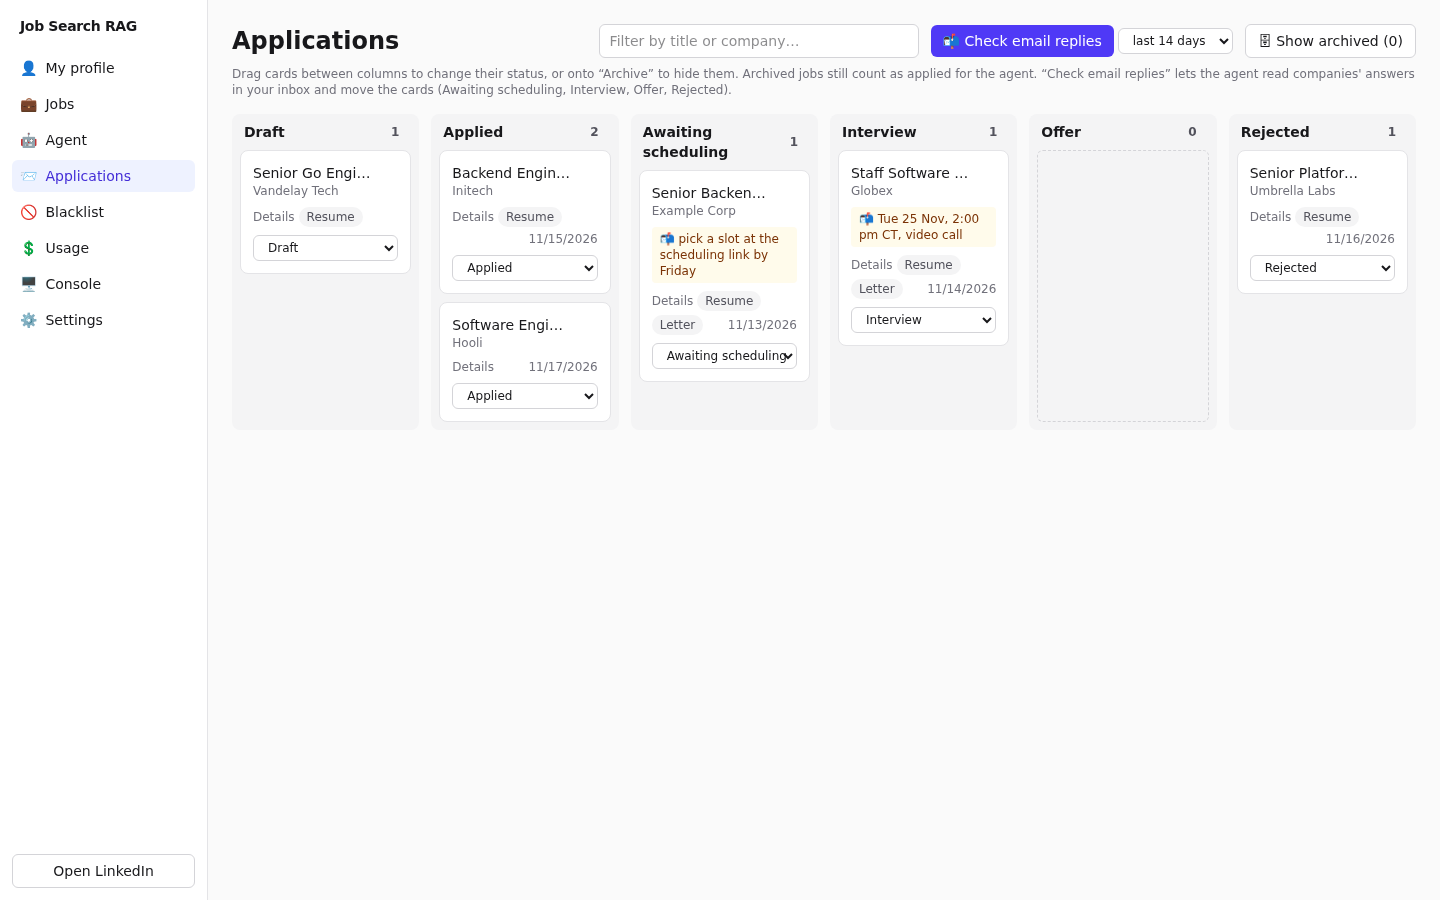 Job Search RAG
My profile
Jobs
Agent
Applications
Blacklist
Usage
Console
Settings
Open LinkedIn
Applications
Filter by title or company…
Check email replies
last 14 days
Show archived (0)
Drag cards between columns to change their status, or onto “Archive” to hide them. Archived jobs still count as applied for the agent. “Check email replies” lets the agent read companies' answers
in your inbox and move the cards (Awaiting scheduling, Interview, Offer, Rejected).
Draft 1
Senior Go Engi…
Vandelay Tech
Details Resume
Draft
Applied 2
Backend Engin…
Initech
Details Resume
11/15/2026
Applied
Software Engi…
Hooli
Details 11/17/2026
Applied
Awaiting
scheduling 1
Senior Backen…
Example Corp
pick a slot at the
scheduling link by
Friday
Details Resume
Letter 11/13/2026
Awaiting scheduling
Interview 1
Staff Software …
Globex
Tue 25 Nov, 2:00
pm CT, video call
Details Resume
Letter 11/14/2026
Interview
Offer 0
Rejected 1
Senior Platfor…
Umbrella Labs
Details Resume
11/16/2026
Rejected